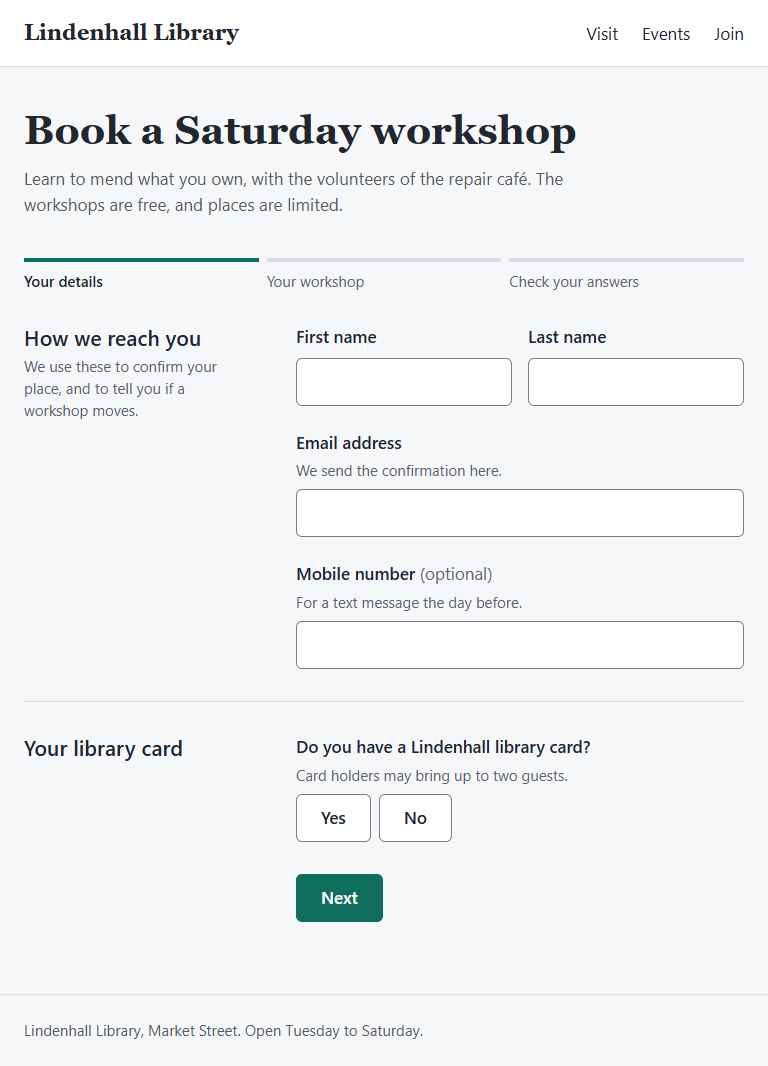 Lindenhall Library
Visit Events Join
Book a Saturday workshop
Learn to mend what you own, with the volunteers of the repair café. The
workshops are free, and places are limited.
Your details
Your workshop
Check your answers
How we reach you
We use these to confirm your
place, and to tell you if a
workshop moves.
First name
Last name
Email address
We send the confirmation here.
Mobile number (optional)
For a text message the day before.
Your library card
Do you have a Lindenhall library card?
Card holders may bring up to two guests.
Yes
No
Next
Lindenhall Library, Market Street. Open Tuesday to Saturday.